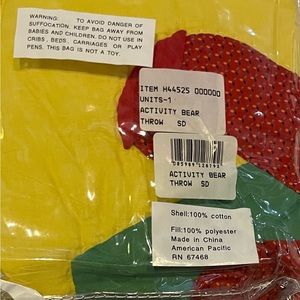 WARNING: TO AVOID DANGER OF
SUFFOCATION, KEEP BAG AWAY FROM
BABIES AND CHILDREN. DO NOT USE IN
CRIBS, BEDS, CARRIAGES OR PLAY
PENS. THIS BAG IS NOT A TOY.
ITEM H44525 000000
UNITS-1
ACTIVITY BEAR
THROW SD
ACTIVITY BEAR
THROW SD
Shell:100% cotton
Fill:100% polyester
Made in China
American Pacific
RN 67468